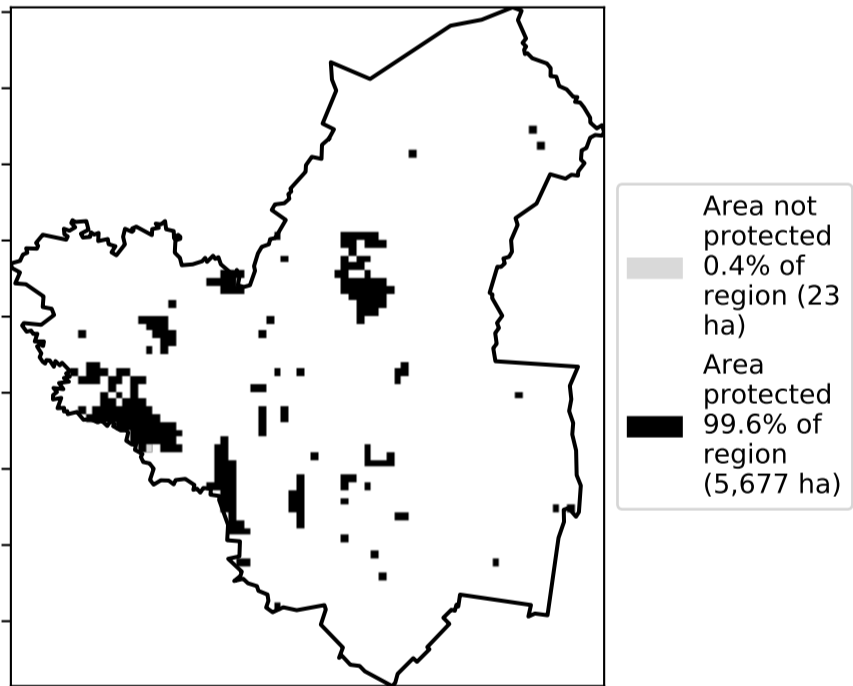 Area not
protected
0.4% of
region (23
ha)
Area
protected
99.6% of
region
(5,677 ha)